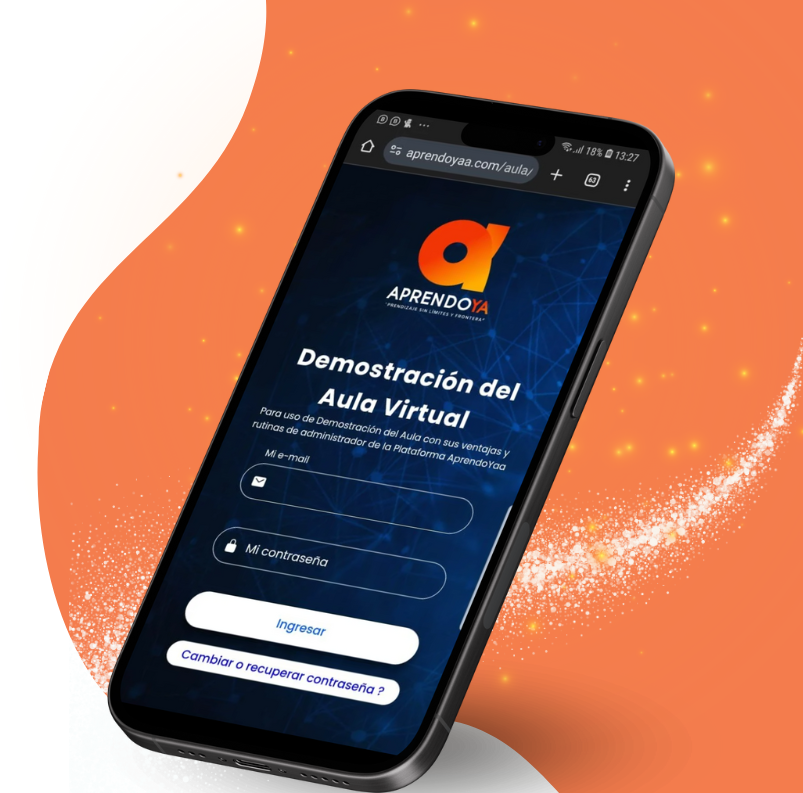 18% 13:27
aprendoyaa.com/aula/
63
APRENDOYA
"PRENDIZAJE SIN LÍMITES Y FRONTERA"
Demostración del
Aula Virtual
Para uso de Demostración del Aula con sus ventajas y
rutinas de administrador de la Plataforma AprendoYaa
Mi e-mail
Mi contraseña
Ingresar
Cambiar o recuperar contraseña ?